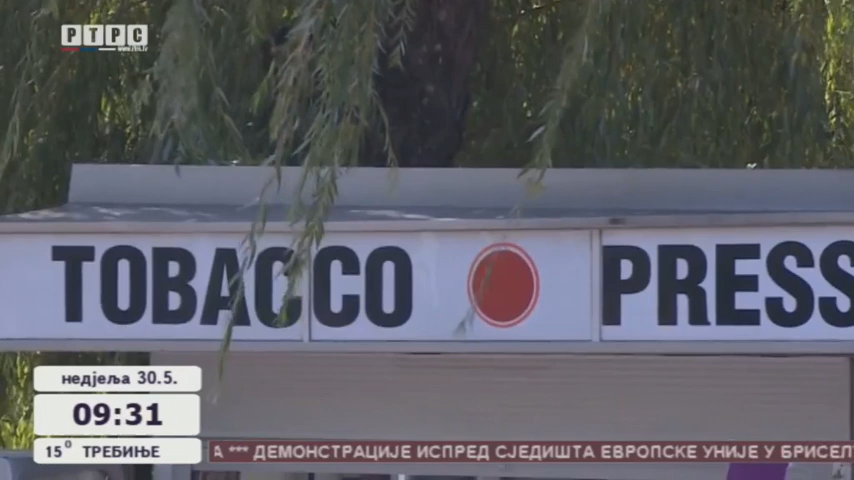 РТРС
TOBACCO PRESS
недјеља 30.5.
09:31
15° ТРЕБИЊЕ
А *** ДЕМОНСТРАЦИЈЕ ИСПРЕД СЈЕДИШТА ЕВРОПСКЕ УНИЈЕ У БРИСЕЛ